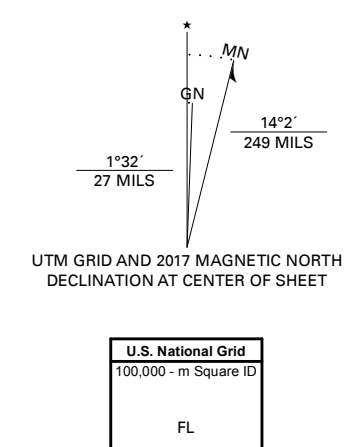 ★
MN
GN
14°2´
249 MILS
1°32´
27 MILS
UTM GRID AND 2017 MAGNETIC NORTH
DECLINATION AT CENTER OF SHEET
U.S. National Grid
100,000 - m Square ID
FL